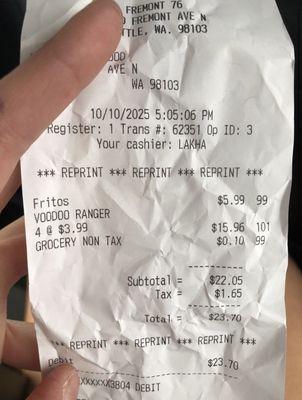 FREMONT 76
FREMONT AVE N
WA. 98103
OOD
AVE N
WA 98103
10/10/2025 5:05:06 PM
Register: 1 Trans #: 62351 Op ID: 3
Your cashier: LAKHA
*** REPRINT *** REPRINT *** REPRINT ***
Fritos $5.99 99
VOODOO RANGER
4 @ $3.99 $15.96 101
GROCERY NON TAX $0.10 99
Subtotal = $22.05
Tax = $1.65
Total = $23.70
*** REPRINT *** REPRINT *** REPRINT ***
Debit $23.70
XXXXXX3804 DEBIT